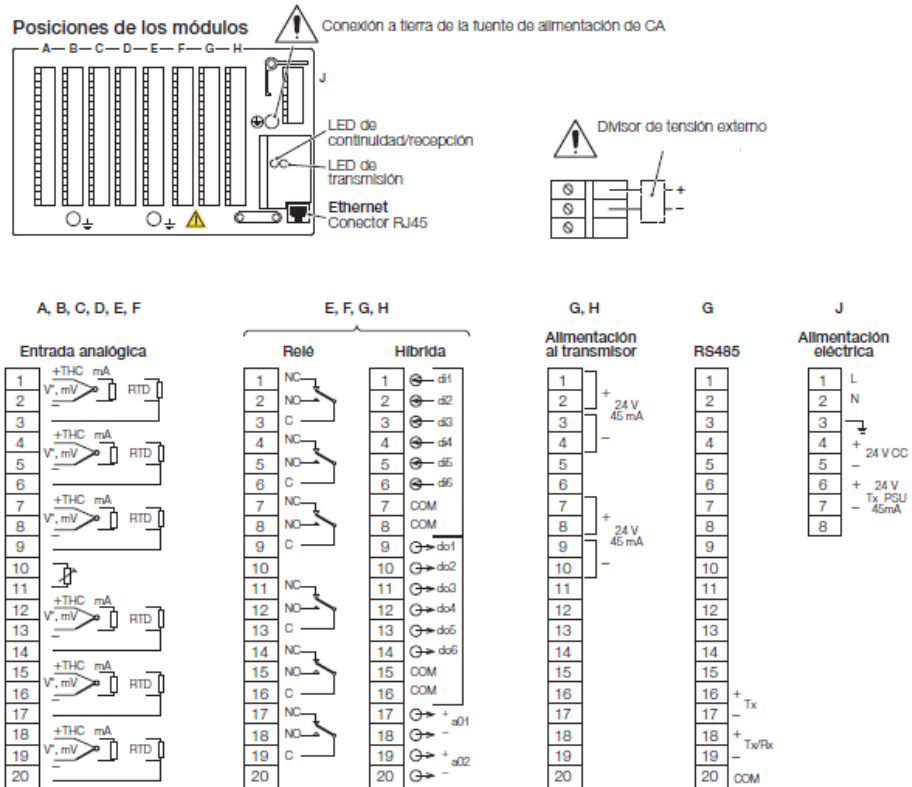 Posiciones de los módulos
Conexión a tierra de la fuente de alimentación de CA
A B C D E F G H
J
LED de
continuidad/recepción
LED de
transmisión
Ethernet
Conector RJ45
Divisor de tensión externo
+
−
A, B, C, D, E, F
Entrada analógica
1 +THC mA
2 V*, mV RTD
3 −
4 +THC mA
5 V*, mV RTD
6 −
7 +THC mA
8 V*, mV RTD
9 −
10
11 +THC mA
12 V*, mV RTD
13 −
14 +THC mA
15 V*, mV RTD
16 −
17 +THC mA
18 V*, mV RTD
19 −
20
E, F, G, H
Relé
1 NC
2 NO
3 C
4 NC
5 NO
6 C
7 NC
8 NO
9 C
10
11 NC
12 NO
13 C
14 NC
15 NO
16 C
17 NC
18 NO
19 C
20
Híbrida
1 di1
2 di2
3 di3
4 di4
5 di5
6 di6
7 COM
8 COM
9 do1
10 do2
11 do3
12 do4
13 do5
14 do6
15 COM
16 COM
17 + a01
18 −
19 + a02
20 −
G, H
Alimentación
al transmisor
1
2 + 24 V
3 45 mA
4 −
5
6
7
8 + 24 V
9 45 mA
10 −
11
12
13
14
15
16
17
18
19
20
G
RS485
1
2
3
4
5
6
7
8
9
10
11
12
13
14
15
16 + Tx
17 −
18 + Tx/Rx
19 −
20 COM
J
Alimentación
eléctrica
1 L
2 N
3
4 + 24 V CC
5 −
6 + 24 V
7 − Tx_PSU
8 45mA